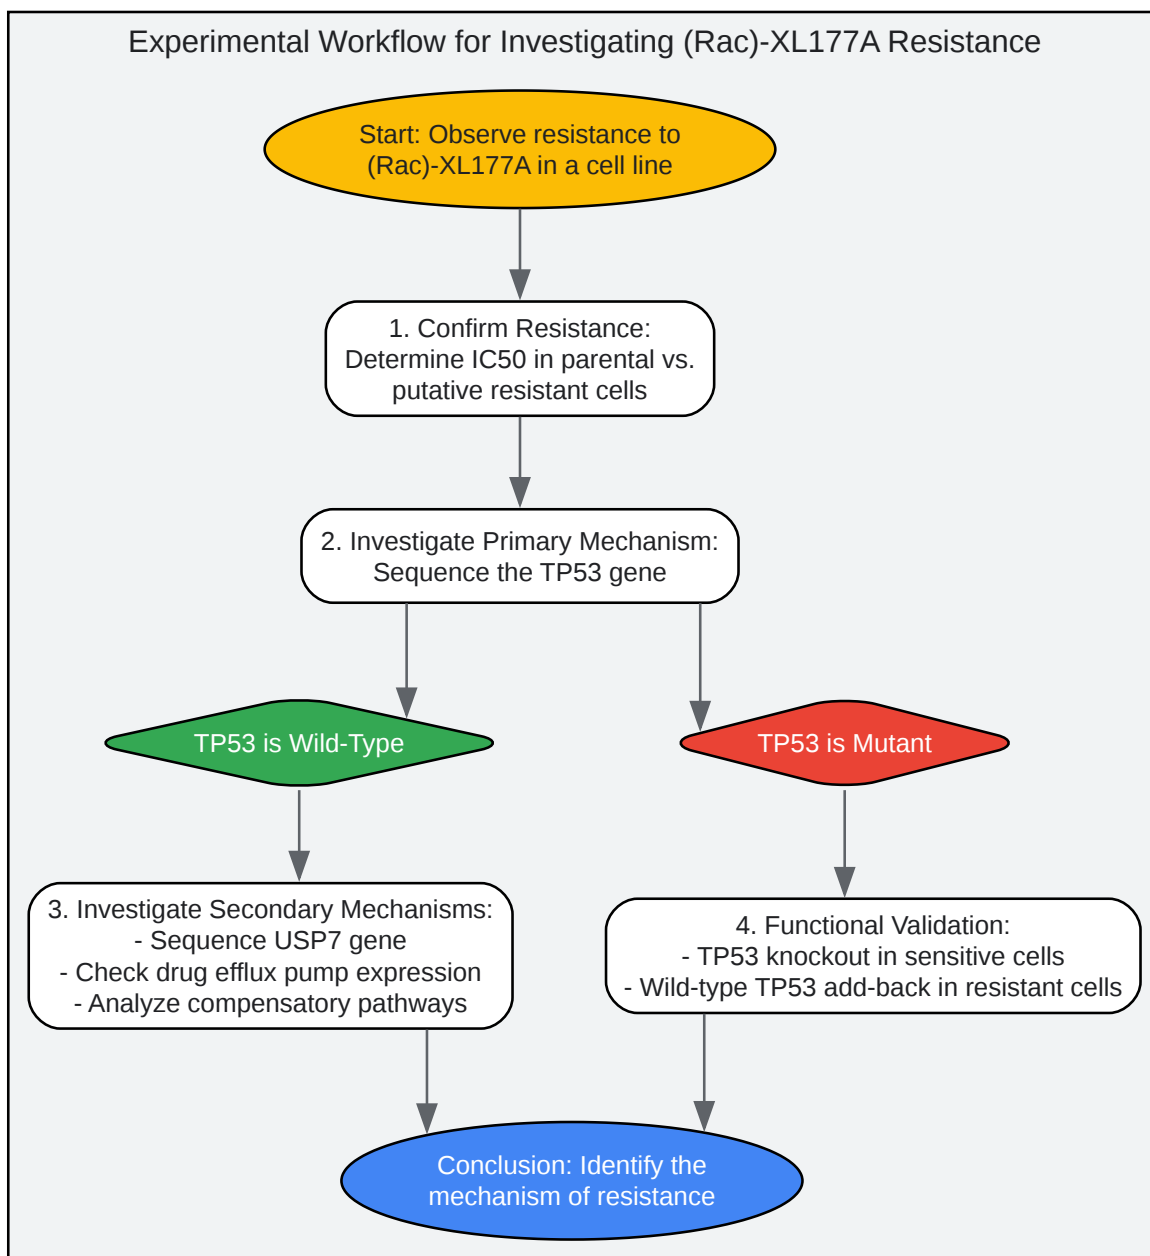 Experimental Workflow for Investigating (Rac)-XL177A Resistance
Start: Observe resistance to
(Rac)-XL177A in a cell line
1. Confirm Resistance:
Determine IC50 in parental vs.
putative resistant cells
2. Investigate Primary Mechanism:
Sequence the TP53 gene
TP53 is Wild-Type
TP53 is Mutant
3. Investigate Secondary Mechanisms:
- Sequence USP7 gene
- Check drug efflux pump expression
- Analyze compensatory pathways
4. Functional Validation:
- TP53 knockout in sensitive cells
- Wild-type TP53 add-back in resistant cells
Conclusion: Identify the
mechanism of resistance